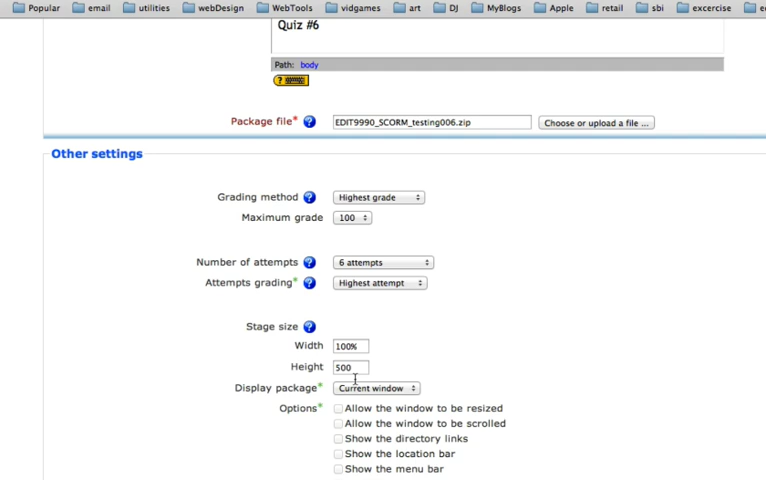 Popular email utilities webDesign WebTools vidgames art DJ MyBlogs Apple retail sbi excercise
Quiz #6
Path: body
?
Package file* ? EDIT9990_SCORM_testing006.zip Choose or upload a file ...
Other settings
Grading method ? Highest grade
Maximum grade 100
Number of attempts ? 6 attempts
Attempts grading* ? Highest attempt
Stage size ?
Width 100%
Height 500
Display package* Current window
Options* Allow the window to be resized
Allow the window to be scrolled
Show the directory links
Show the location bar
Show the menu bar